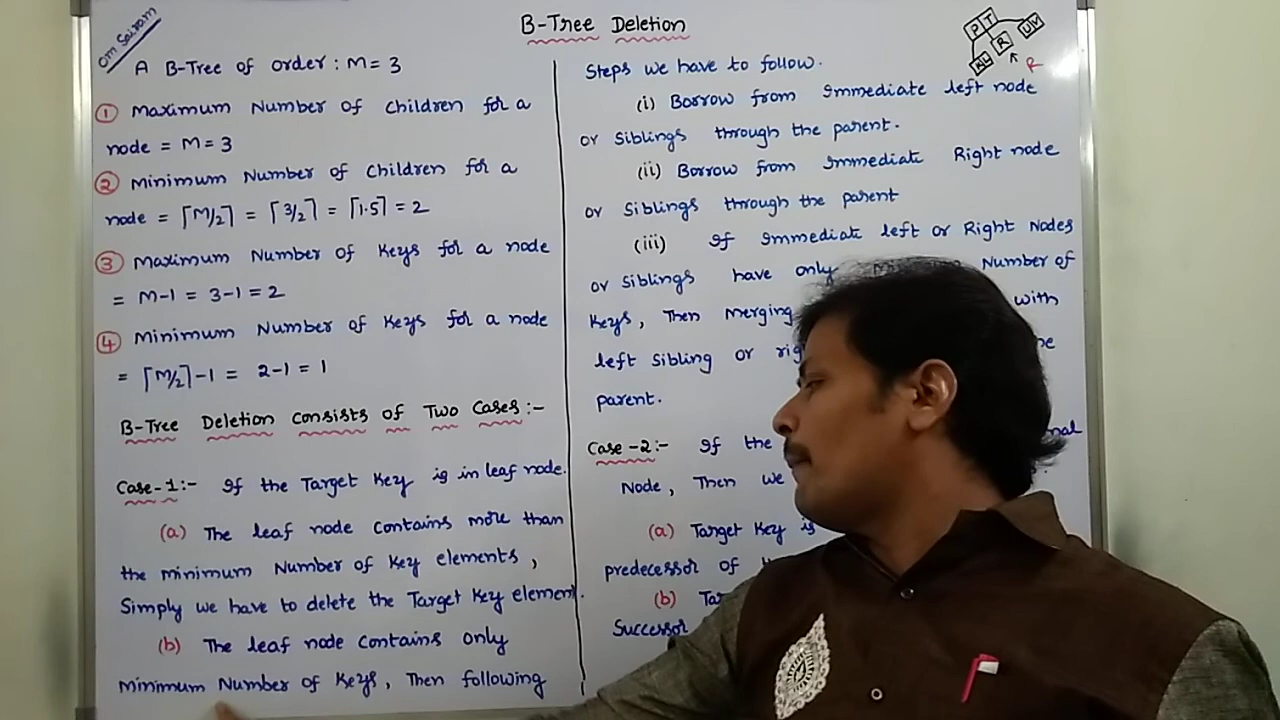 Om Sairam
B-Tree Deletion
A B-Tree of order : M = 3
① Maximum Number of children for a
node = M = 3
② Minimum Number of children for a
node = ⌈M/2⌉ = ⌈3/2⌉ = ⌈1.5⌉ = 2
③ Maximum Number of Keys for a node
= M-1 = 3-1 = 2
④ Minimum Number of Keys for a node
= ⌈M/2⌉-1 = 2-1 = 1
B-Tree Deletion consists of Two Cases :-
Case-1:- If the Target Key is in leaf node.
(a) The leaf node contains more than
the minimum Number of Key elements,
Simply we have to delete the Target Key element.
(b) The leaf node contains only
Minimum Number of Keys, Then following
P T
U V
R
R
Steps we have to follow.
(i) Borrow from immediate left node
or siblings through the parent.
(ii) Borrow from immediate Right node
or siblings through the parent
(iii) If immediate left or Right Nodes
or siblings have only Number of
Keys, Then merging with
left sibling or
parent.
Case-2:- If the
Node, Then we
(a) Target Key is
predecessor of
(b)
Successor